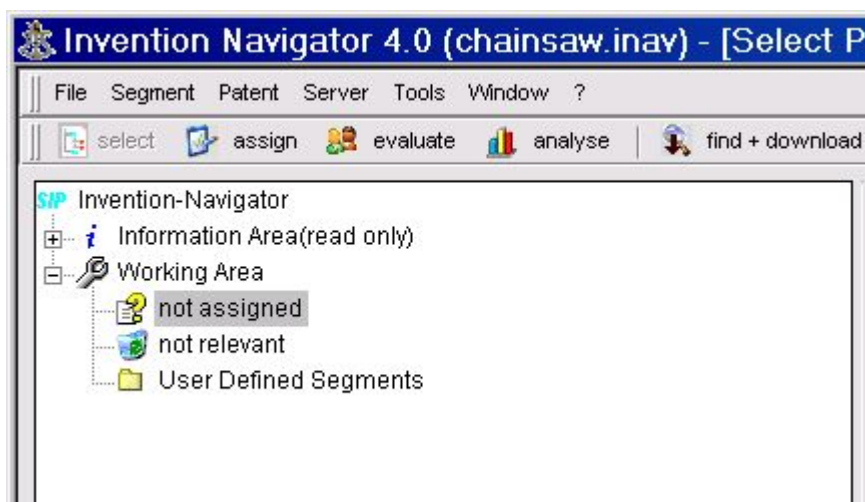 Invention Navigator 4.0 (chainsaw.inav) - [Select P
File Segment Patent Server Tools Window ?
select assign evaluate analyse find + download
SIP Invention-Navigator
i Information Area(read only)
Working Area
not assigned
not relevant
User Defined Segments